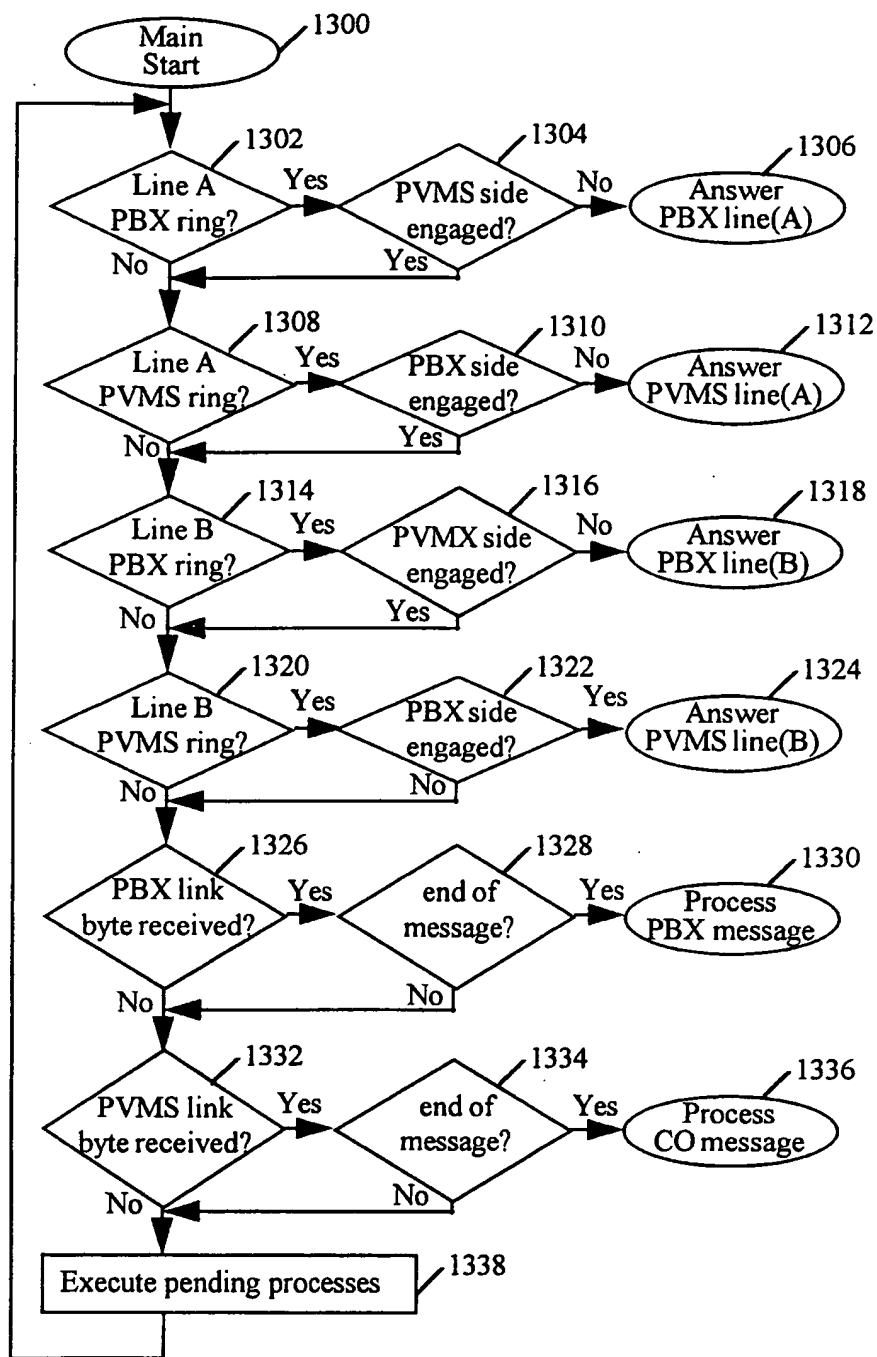 Main
Start
1300
1302
Line A
PBX ring?
Yes
No
1304
PVMS side
engaged?
No
Yes
1306
Answer
PBX line(A)
1308
Line A
PVMS ring?
Yes
No
1310
PBX side
engaged?
No
Yes
1312
Answer
PVMS line(A)
1314
Line B
PBX ring?
Yes
No
1316
PVMX side
engaged?
No
Yes
1318
Answer
PBX line(B)
1320
Line B
PVMS ring?
Yes
No
1322
PBX side
engaged?
Yes
No
1324
Answer
PVMS line(B)
1326
PBX link
byte received?
Yes
No
1328
end of
message?
Yes
No
1330
Process
PBX message
1332
PVMS link
byte received?
Yes
No
1334
end of
message?
Yes
No
1336
Process
CO message
Execute pending processes
1338